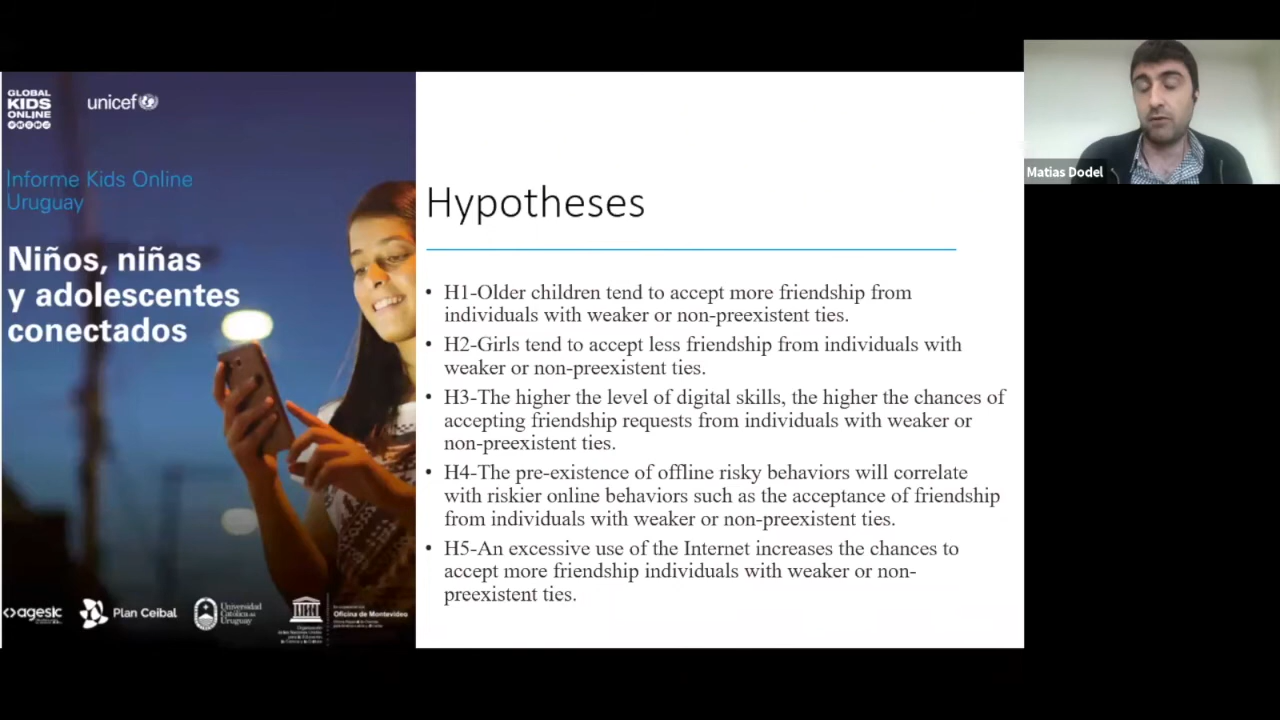 GLOBAL
KIDS
ONLINE
unicef
Informe Kids Online
Uruguay
Niños, niñas
y adolescentes
conectados
agesic
Plan Ceibal
Universidad
Católica del
Uruguay
Oficina de Montevideo
Hypotheses
• H1-Older children tend to accept more friendship from
individuals with weaker or non-preexistent ties.
• H2-Girls tend to accept less friendship from individuals with
weaker or non-preexistent ties.
• H3-The higher the level of digital skills, the higher the chances of
accepting friendship requests from individuals with weaker or
non-preexistent ties.
• H4-The pre-existence of offline risky behaviors will correlate
with riskier online behaviors such as the acceptance of friendship
from individuals with weaker or non-preexistent ties.
• H5-An excessive use of the Internet increases the chances to
accept more friendship individuals with weaker or non-
preexistent ties.
Matias Dodel